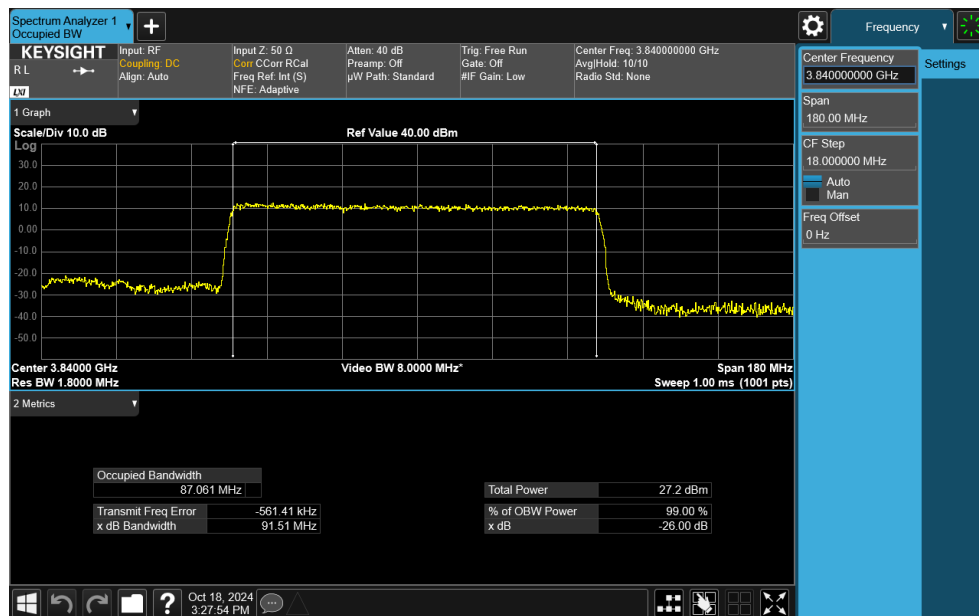 Spectrum Analyzer 1
Occupied BW
Frequency
KEYSIGHT
R L
LXI
Input: RF
Coupling: DC
Align: Auto
Input Z: 50 Ω
Corr CCorr RCal
Freq Ref: Int (S)
NFE: Adaptive
Atten: 40 dB
Preamp: Off
µW Path: Standard
Trig: Free Run
Gate: Off
#IF Gain: Low
Center Freq: 3.840000000 GHz
Avg|Hold: 10/10
Radio Std: None
Center Frequency
3.840000000 GHz
Settings
Span
180.00 MHz
CF Step
18.000000 MHz
Auto
Man
Freq Offset
0 Hz
1 Graph
Scale/Div 10.0 dB
Ref Value 40.00 dBm
Log
30.0
20.0
10.0
0.00
-10.0
-20.0
-30.0
-40.0
-50.0
Center 3.84000 GHz
Video BW 8.0000 MHz*
Span 180 MHz
Res BW 1.8000 MHz
Sweep 1.00 ms (1001 pts)
2 Metrics
Occupied Bandwidth
87.061 MHz
Total Power 27.2 dBm
Transmit Freq Error -561.41 kHz
% of OBW Power 99.00 %
x dB Bandwidth 91.51 MHz
x dB -26.00 dB
?
Oct 18, 2024
3:27:54 PM